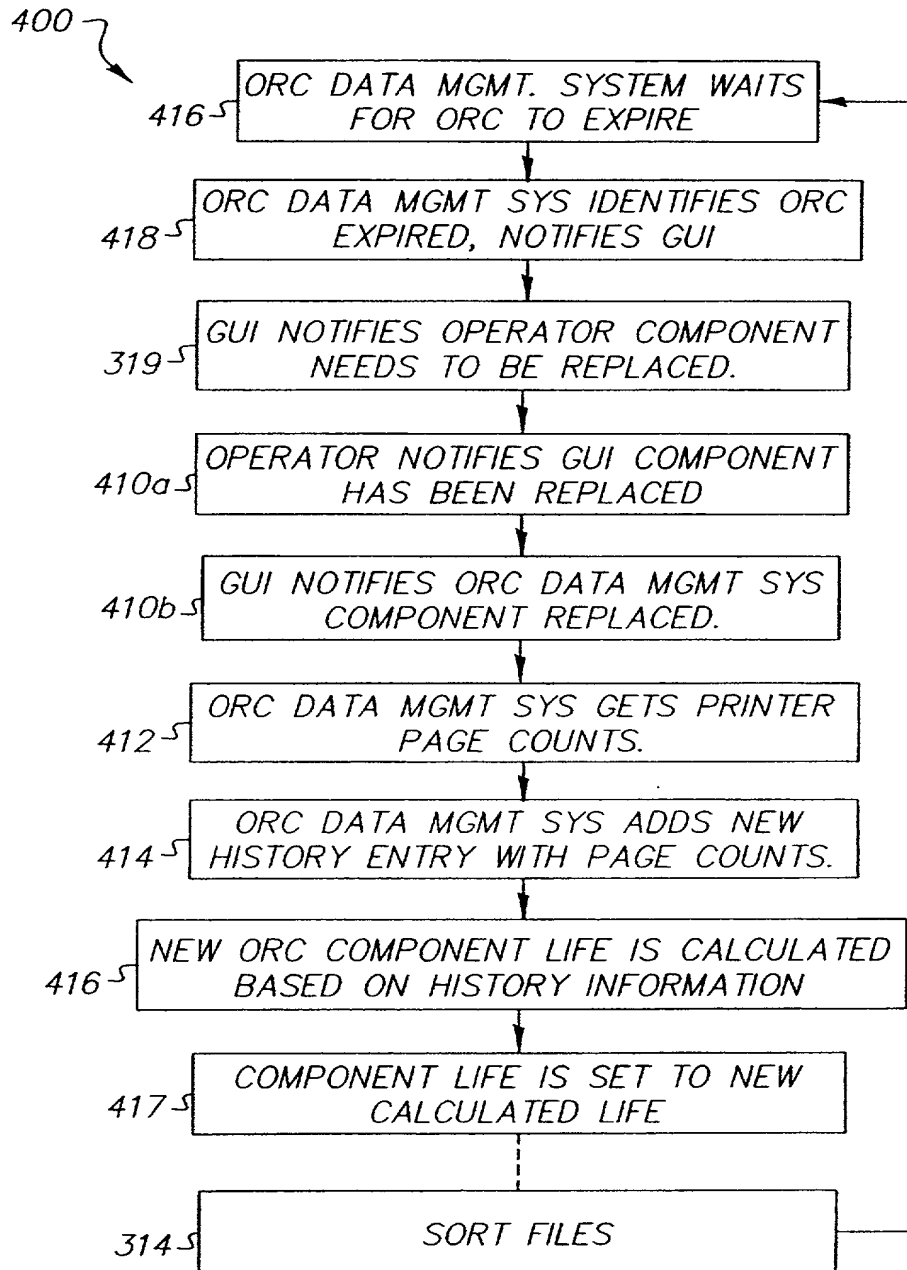 400
416
ORC DATA MGMT. SYSTEM WAITS
FOR ORC TO EXPIRE
418
ORC DATA MGMT SYS IDENTIFIES ORC
EXPIRED, NOTIFIES GUI
319
GUI NOTIFIES OPERATOR COMPONENT
NEEDS TO BE REPLACED.
410a
OPERATOR NOTIFIES GUI COMPONENT
HAS BEEN REPLACED
410b
GUI NOTIFIES ORC DATA MGMT SYS
COMPONENT REPLACED.
412
ORC DATA MGMT SYS GETS PRINTER
PAGE COUNTS.
414
ORC DATA MGMT SYS ADDS NEW
HISTORY ENTRY WITH PAGE COUNTS.
416
NEW ORC COMPONENT LIFE IS CALCULATED
BASED ON HISTORY INFORMATION
417
COMPONENT LIFE IS SET TO NEW
CALCULATED LIFE
314
SORT FILES